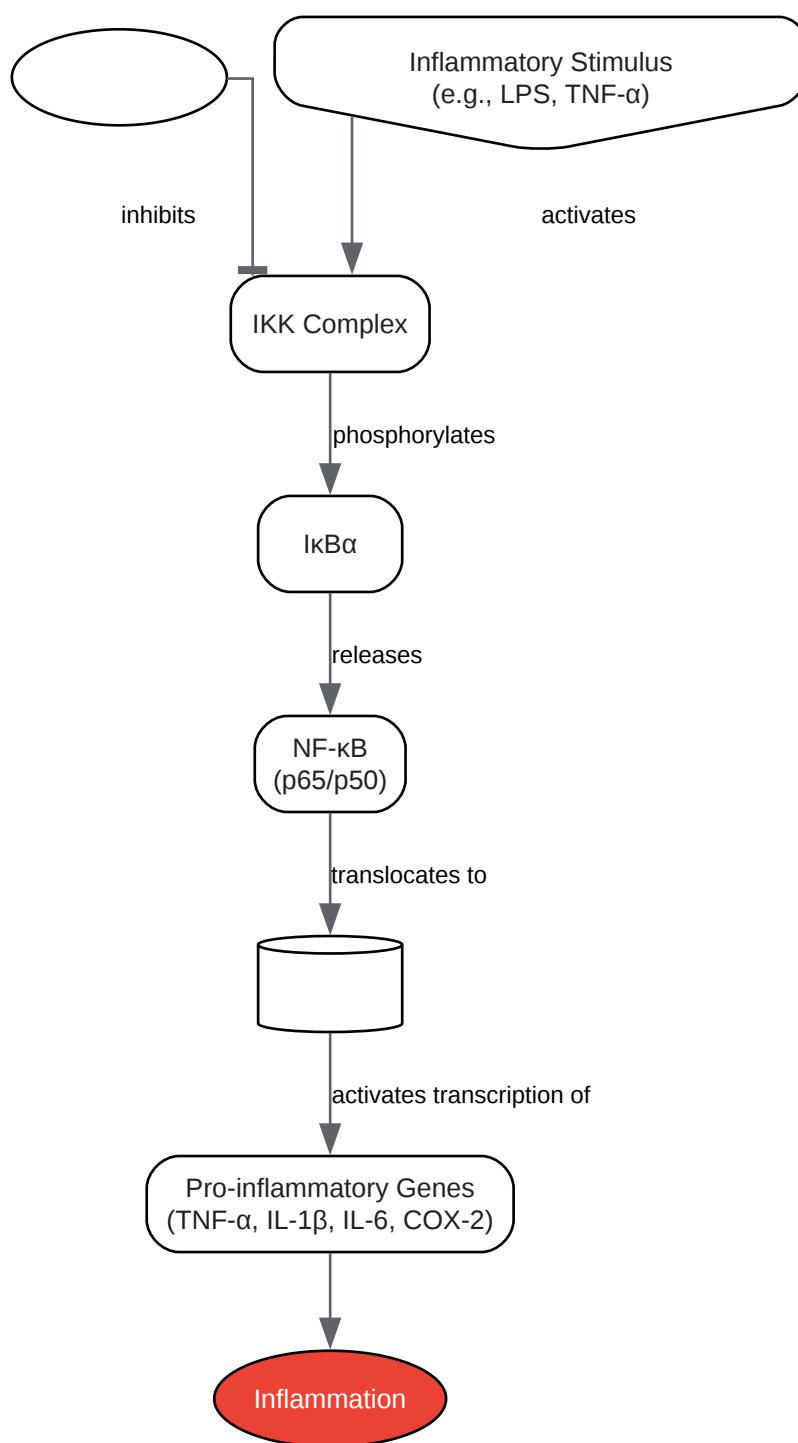 Inflammatory Stimulus
(e.g., LPS, TNF-α)
inhibits
activates
IKK Complex
phosphorylates
IκBα
releases
NF-κB
(p65/p50)
translocates to
activates transcription of
Pro-inflammatory Genes
(TNF-α, IL-1β, IL-6, COX-2)
Inflammation